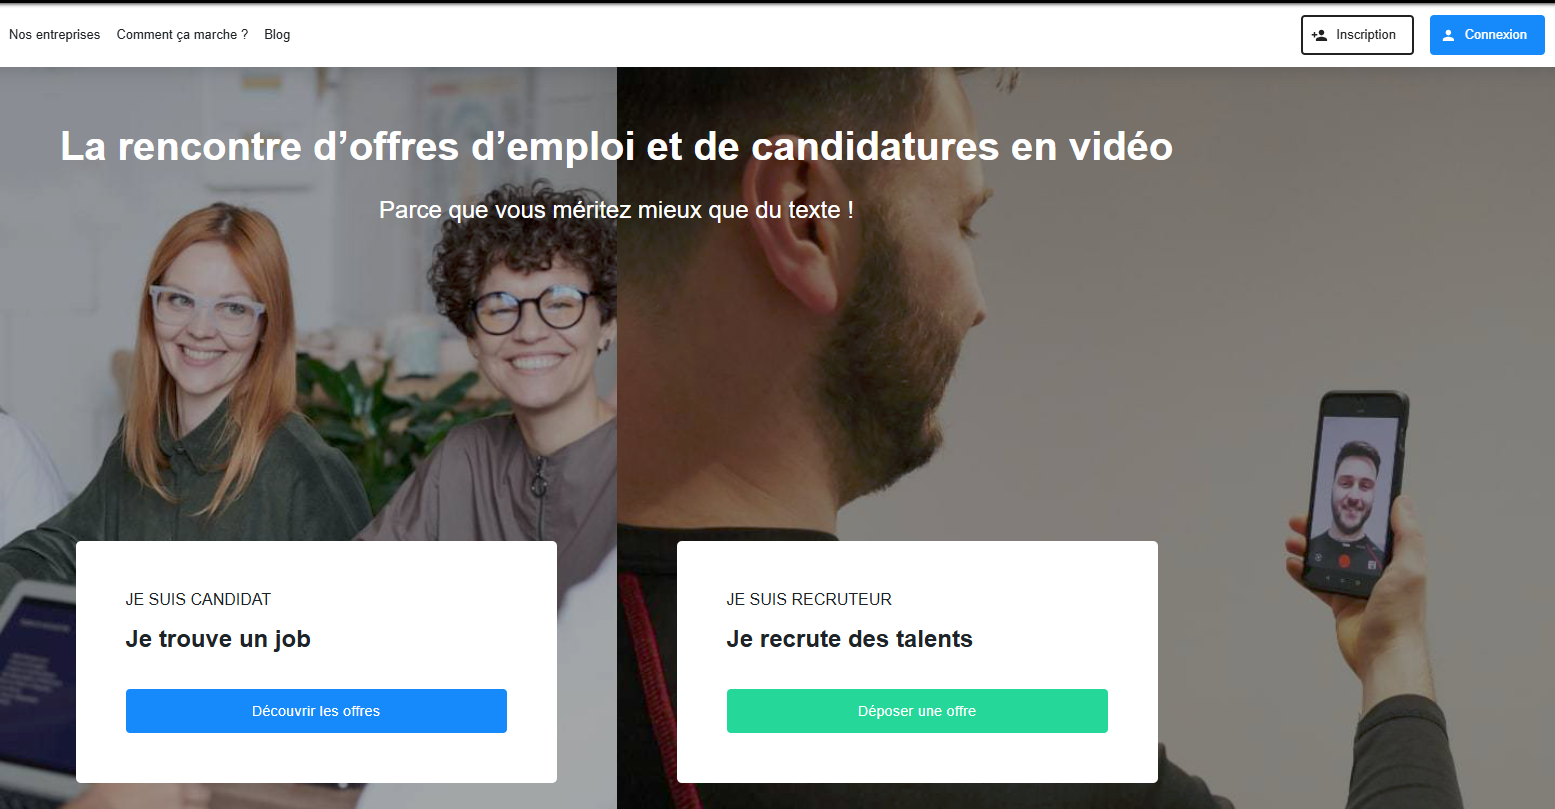 Nos entreprises Comment ça marche ? Blog Inscription Connexion
La rencontre d’offres d’emploi et de candidatures en vidéo
Parce que vous méritez mieux que du texte !
JE SUIS CANDIDAT
Je trouve un job
Découvrir les offres
JE SUIS RECRUTEUR
Je recrute des talents
Déposer une offre